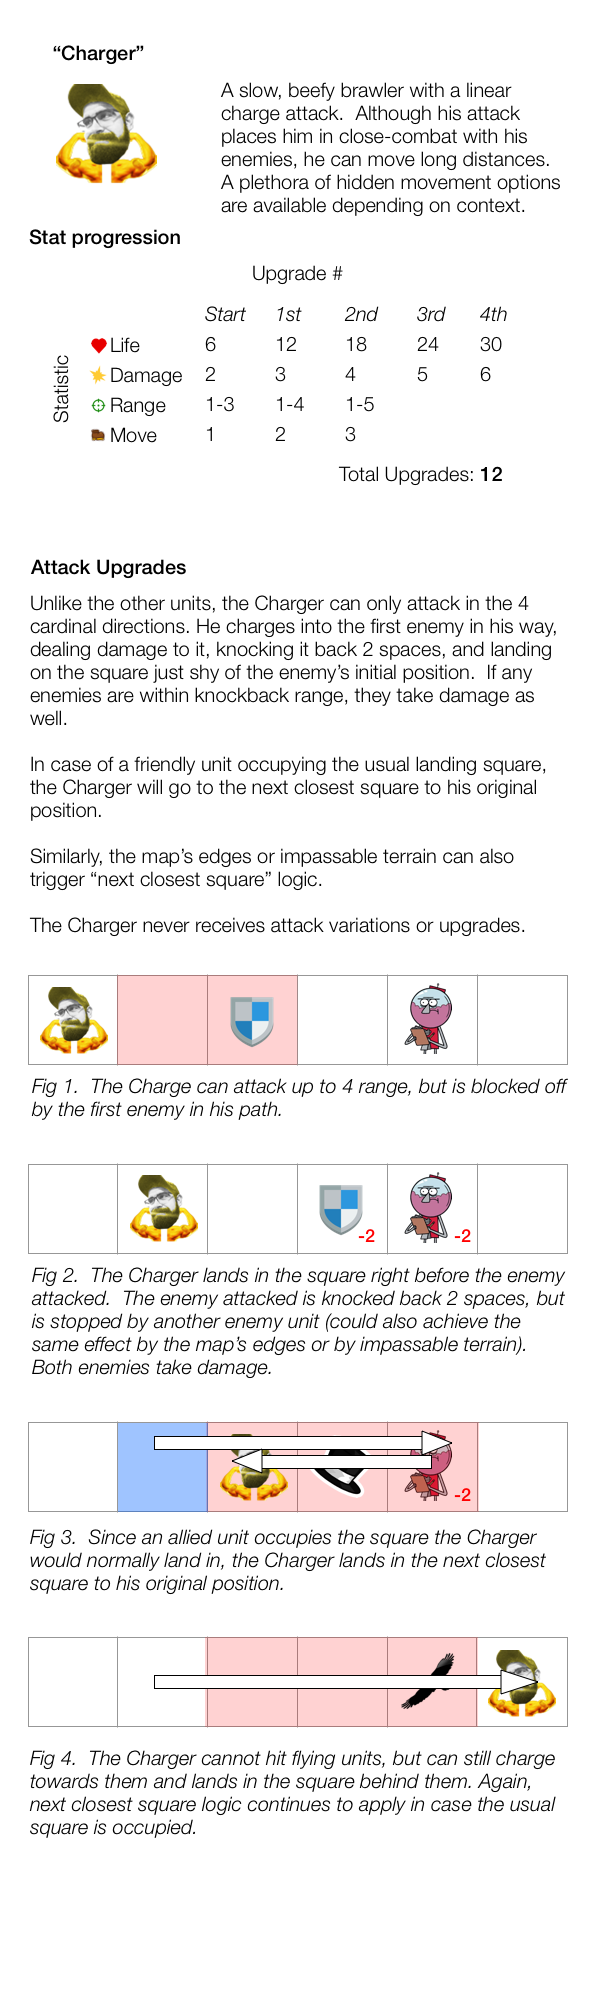 “Charger”
A slow, beefy brawler with a linear
charge attack.  Although his attack
places him in close-combat with his
enemies, he can move long distances.
A plethora of hidden movement options
are available depending on context.
Stat progression
Upgrade #
Start 1st 2nd 3rd 4th
Statistic
Life 6 12 18 24 30
Damage 2 3 4 5 6
Range 1-3 1-4 1-5
Move 1 2 3
Total Upgrades: 12
Attack Upgrades
Unlike the other units, the Charger can only attack in the 4
cardinal directions. He charges into the first enemy in his way,
dealing damage to it, knocking it back 2 spaces, and landing
on the square just shy of the enemy’s initial position.  If any
enemies are within knockback range, they take damage as
well.
In case of a friendly unit occupying the usual landing square,
the Charger will go to the next closest square to his original
position.
Similarly, the map’s edges or impassable terrain can also
trigger “next closest square” logic.
The Charger never receives attack variations or upgrades.
Fig 1.  The Charge can attack up to 4 range, but is blocked off
by the first enemy in his path.
-2 -2
Fig 2.  The Charger lands in the square right before the enemy
attacked.  The enemy attacked is knocked back 2 spaces, but
is stopped by another enemy unit (could also achieve the
same effect by the map’s edges or by impassable terrain).
Both enemies take damage.
-2
Fig 3.  Since an allied unit occupies the square the Charger
would normally land in, the Charger lands in the next closest
square to his original position.
Fig 4.  The Charger cannot hit flying units, but can still charge
towards them and lands in the square behind them. Again,
next closest square logic continues to apply in case the usual
square is occupied.